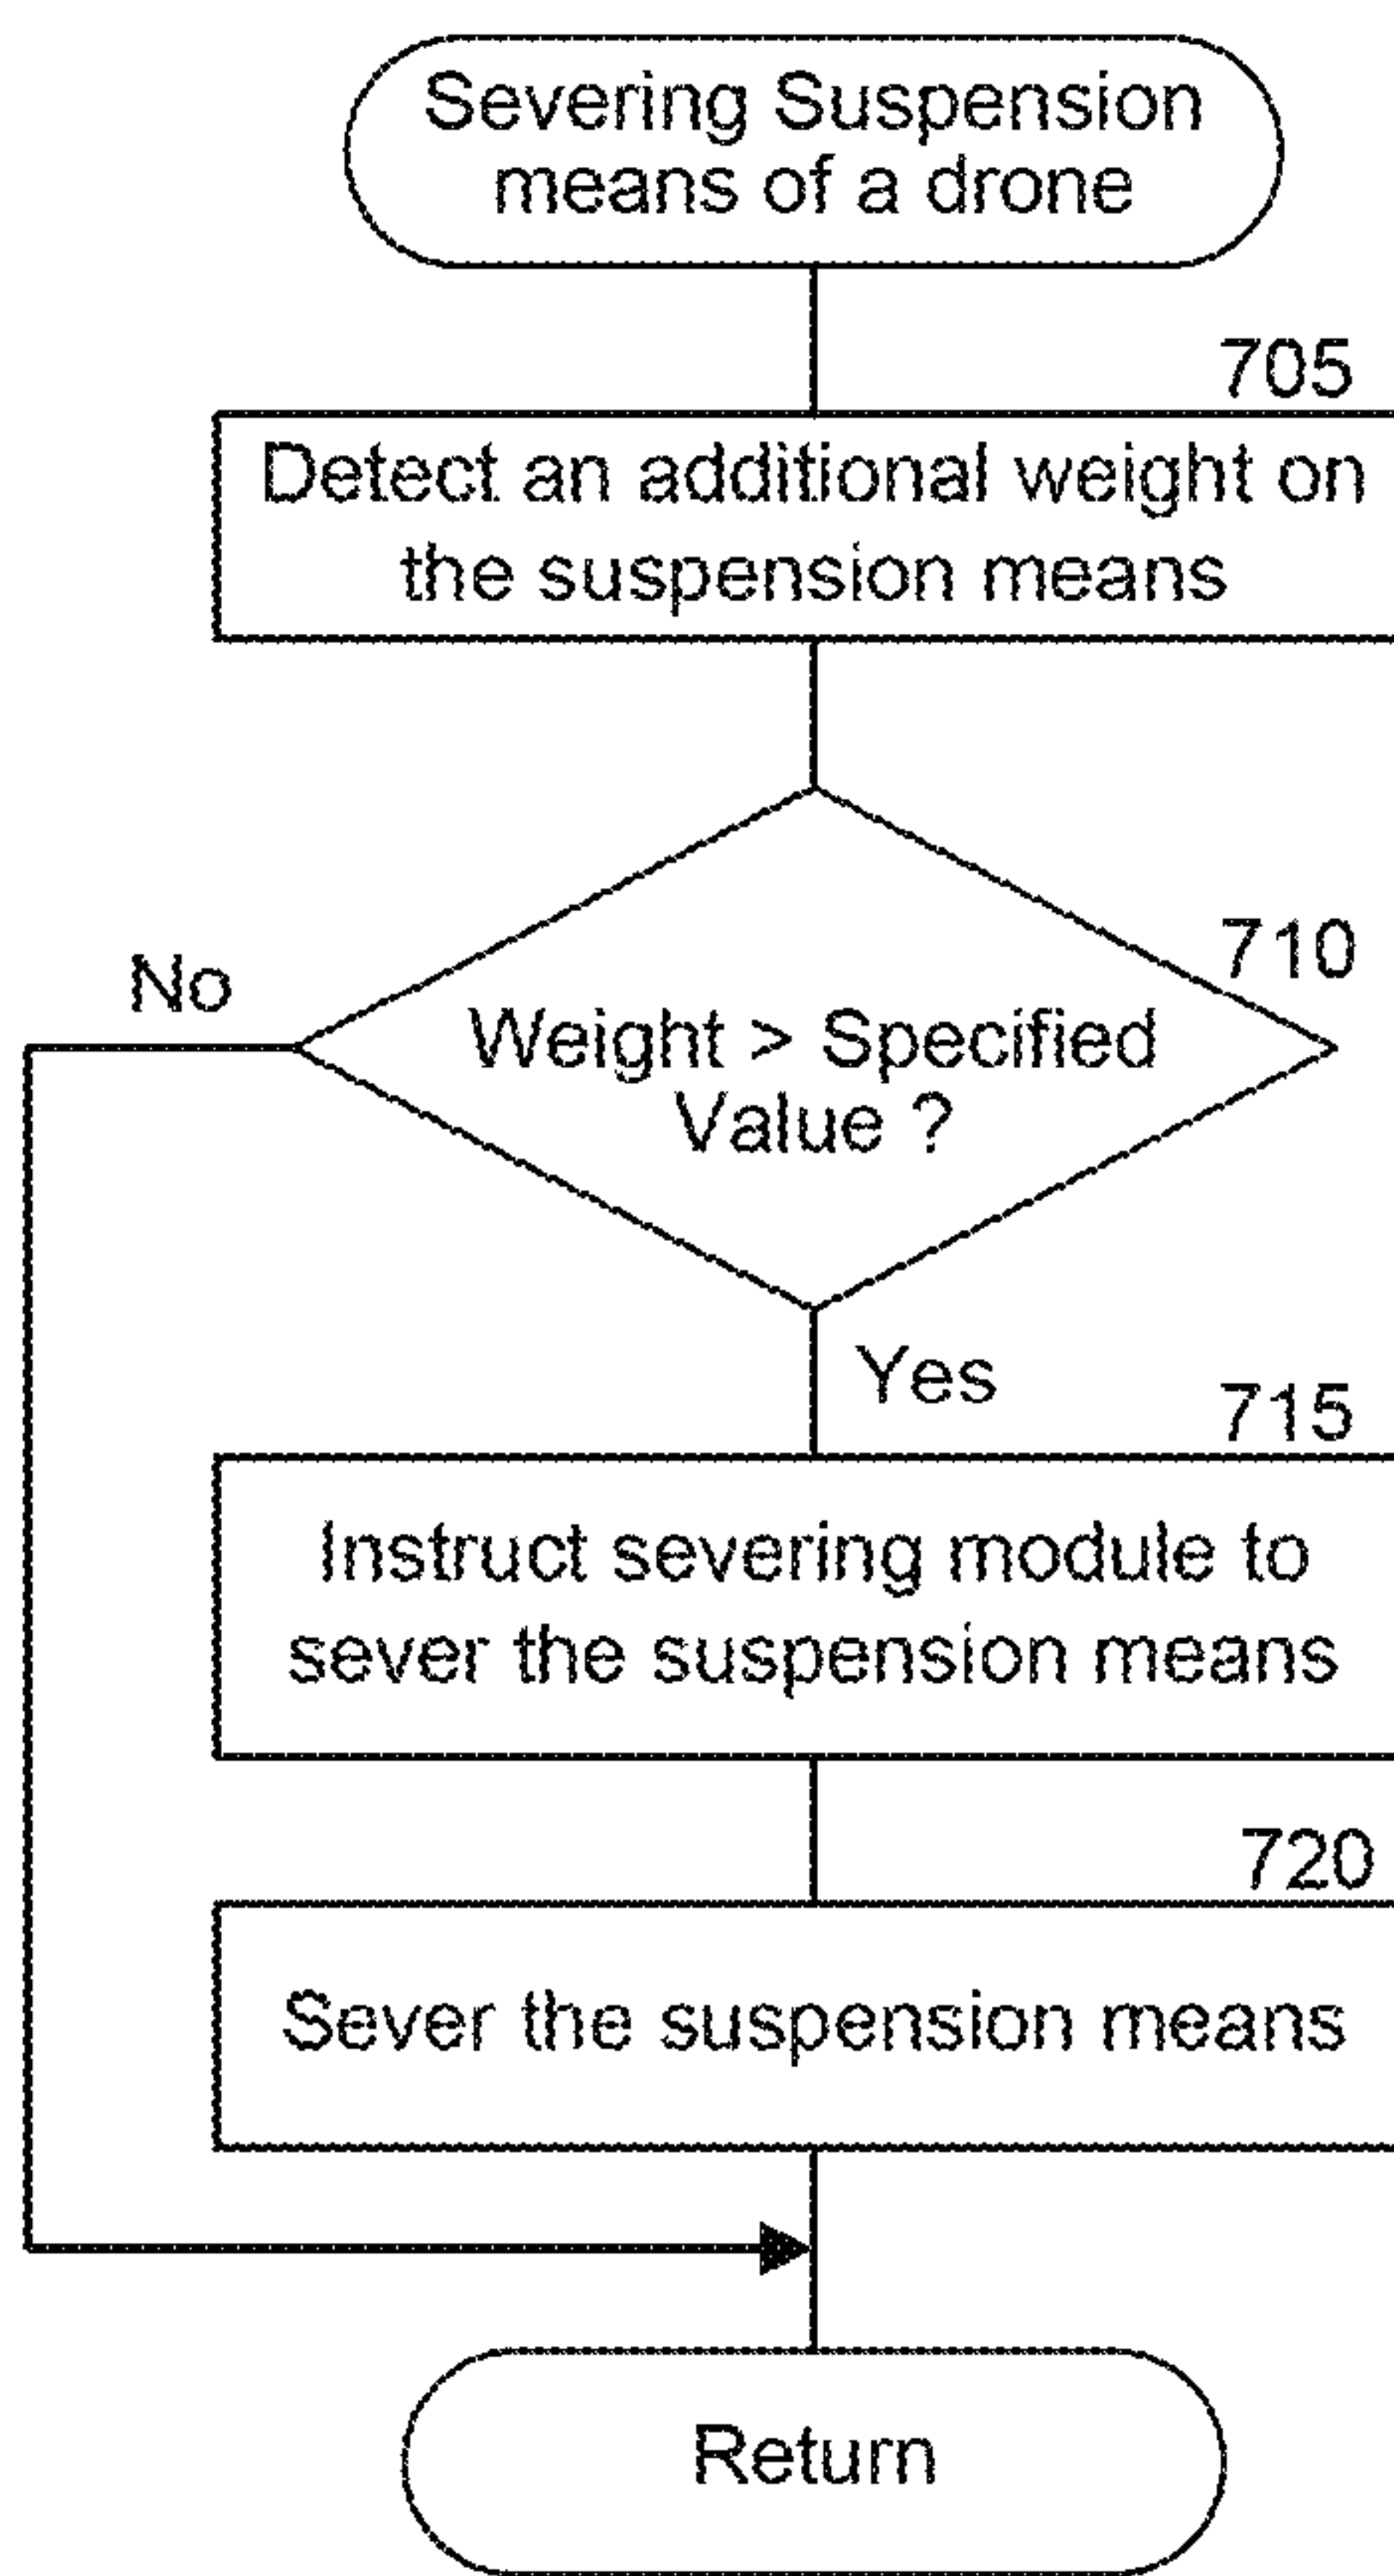 Severing Suspension
means of a drone
705
Detect an additional weight on
the suspension means
710
No
Weight > Specified
Value ?
Yes
715
Instruct severing module to
sever the suspension means
720
Sever the suspension means
Return